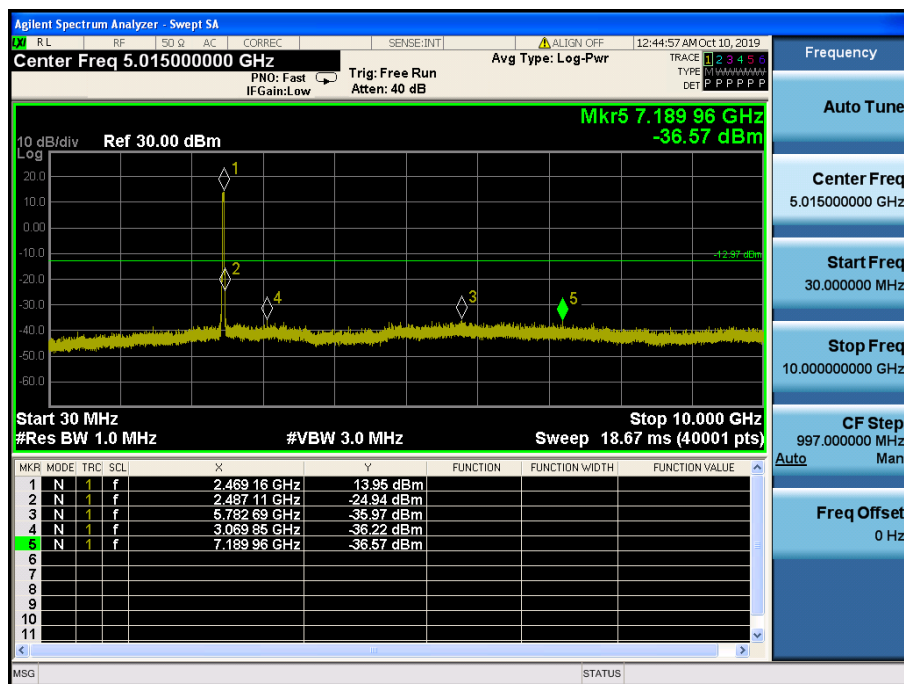 Agilent Spectrum Analyzer - Swept SA
LXI RL RF 50 Ω AC CORREC SENSE:INT ALIGN OFF 12:44:57 AM Oct 10, 2019
Center Freq 5.015000000 GHz
PNO: Fast
IFGain:Low
Trig: Free Run
Atten: 40 dB
Avg Type: Log-Pwr
TRACE 1 2 3 4 5 6
TYPE M W W W W W
DET P P P P P P
Mkr5 7.189 96 GHz
-36.57 dBm
10 dB/div Ref 30.00 dBm
Log
20.0
10.0
0.00
-10.0
-20.0
-30.0
-40.0
-50.0
-60.0
1
2
4
3
5
-12.97 dBm
Start 30 MHz Stop 10.000 GHz
#Res BW 1.0 MHz #VBW 3.0 MHz Sweep 18.67 ms (40001 pts)
MKR MODE TRC SCL X Y FUNCTION FUNCTION WIDTH FUNCTION VALUE
1 N 1 f 2.469 16 GHz 13.95 dBm
2 N 1 f 2.487 11 GHz -24.94 dBm
3 N 1 f 5.782 69 GHz -35.97 dBm
4 N 1 f 3.069 85 GHz -36.22 dBm
5 N 1 f 7.189 96 GHz -36.57 dBm
6
7
8
9
10
11
MSG STATUS
Frequency
Auto Tune
Center Freq
5.015000000 GHz
Start Freq
30.000000 MHz
Stop Freq
10.000000000 GHz
CF Step
997.000000 MHz
Auto Man
Freq Offset
0 Hz